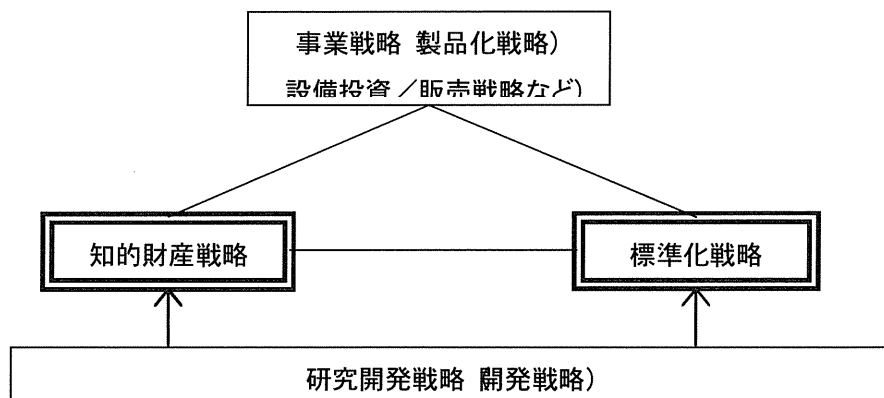 事業戦略 製品化戦略)
設備投資／販売戦略など)
知的財産戦略
標準化戦略
研究開発戦略 開発戦略)